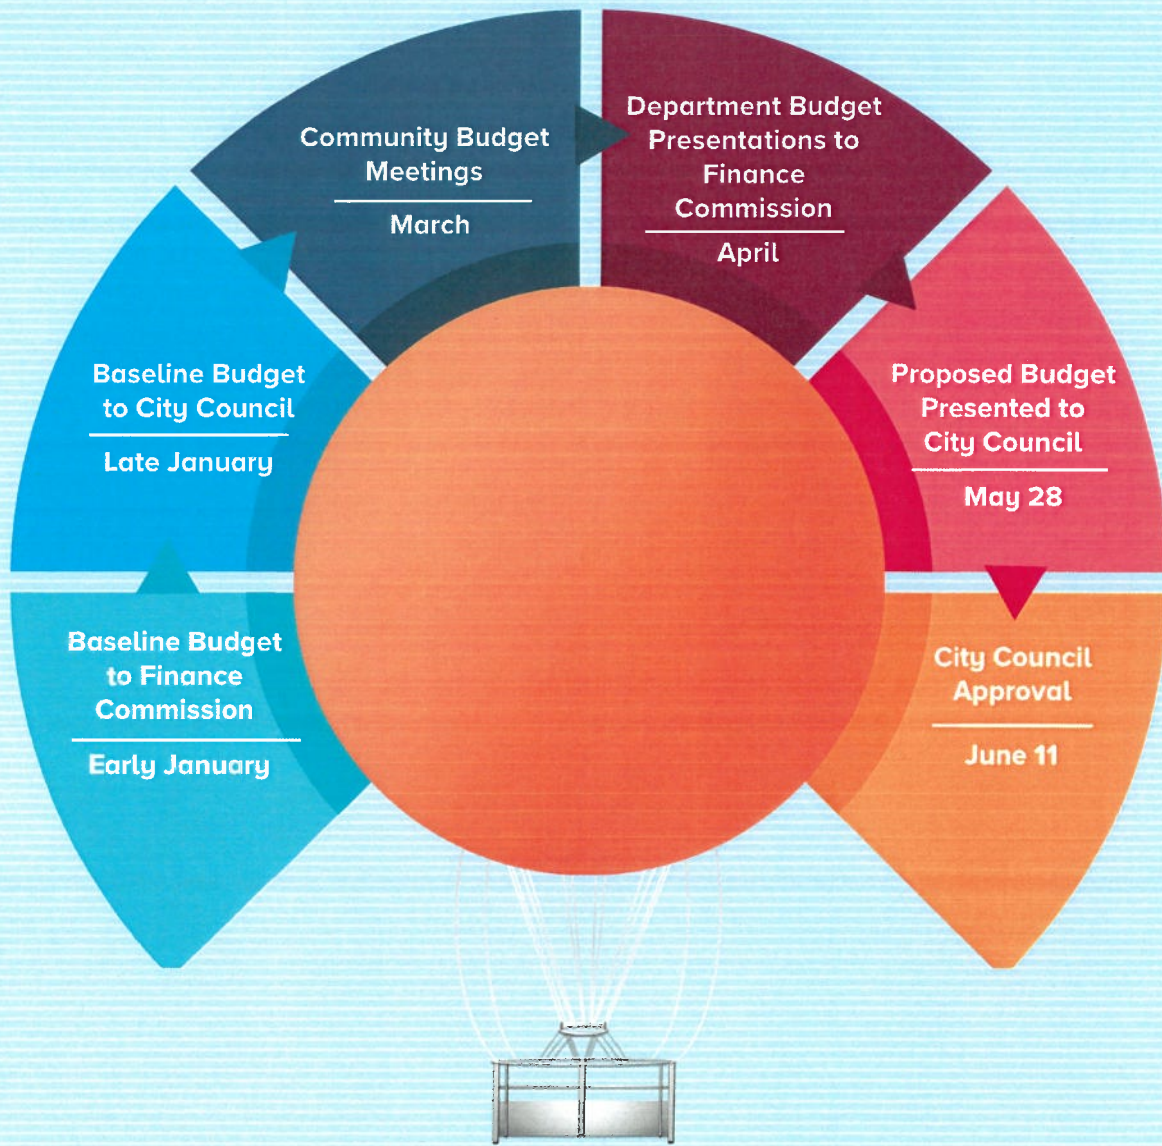 Baseline Budget
to Finance
Commission
Early January
Baseline Budget
to City Council
Late January
Community Budget
Meetings
March
Department Budget
Presentations to
Finance
Commission
April
Proposed Budget
Presented to
City Council
May 28
City Council
Approval
June 11